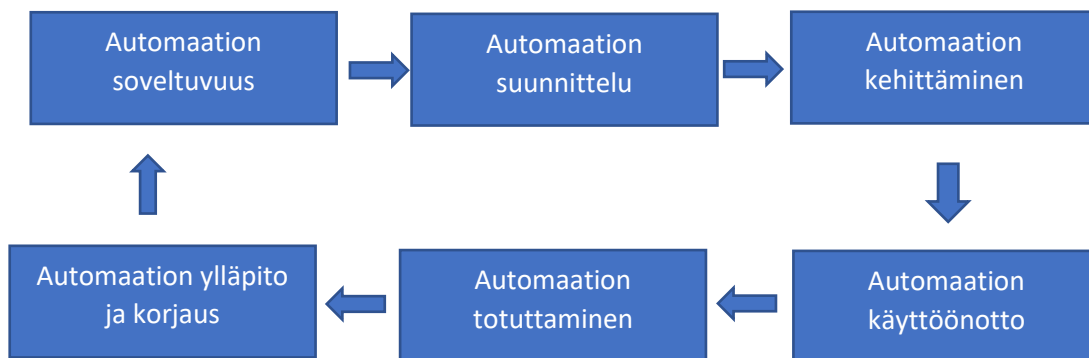 Automaation
soveltuvuus
Automaation
suunnittelu
Automaation
kehittäminen
Automaation
käyttöönotto
Automaation
totuttaminen
Automaation ylläpito
ja korjaus